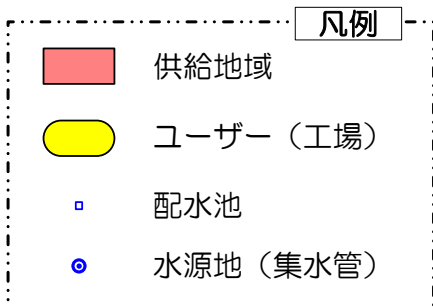 凡例
供給地域
ユーザー（工場）
配水池
水源地（集水管）